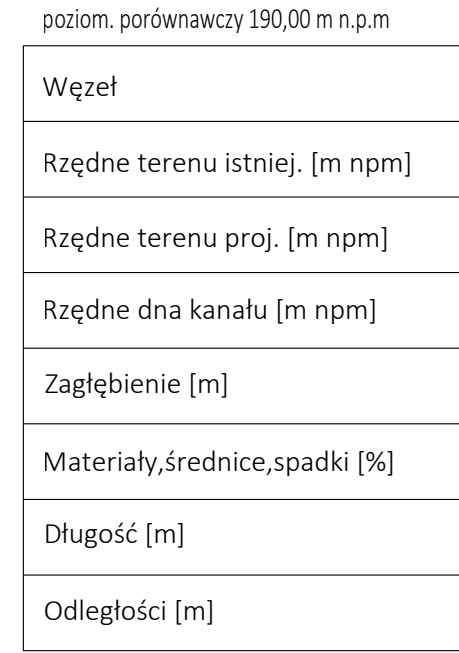 poziom. porównawczy 190,00 m n.p.m
Węzeł
Rzędne terenu istniej. [m npm]
Rzędne terenu proj. [m npm]
Rzędne dna kanału [m npm]
Zagłębienie [m]
Materiały,średnice,spadki [%]
Długość [m]
Odległości [m]